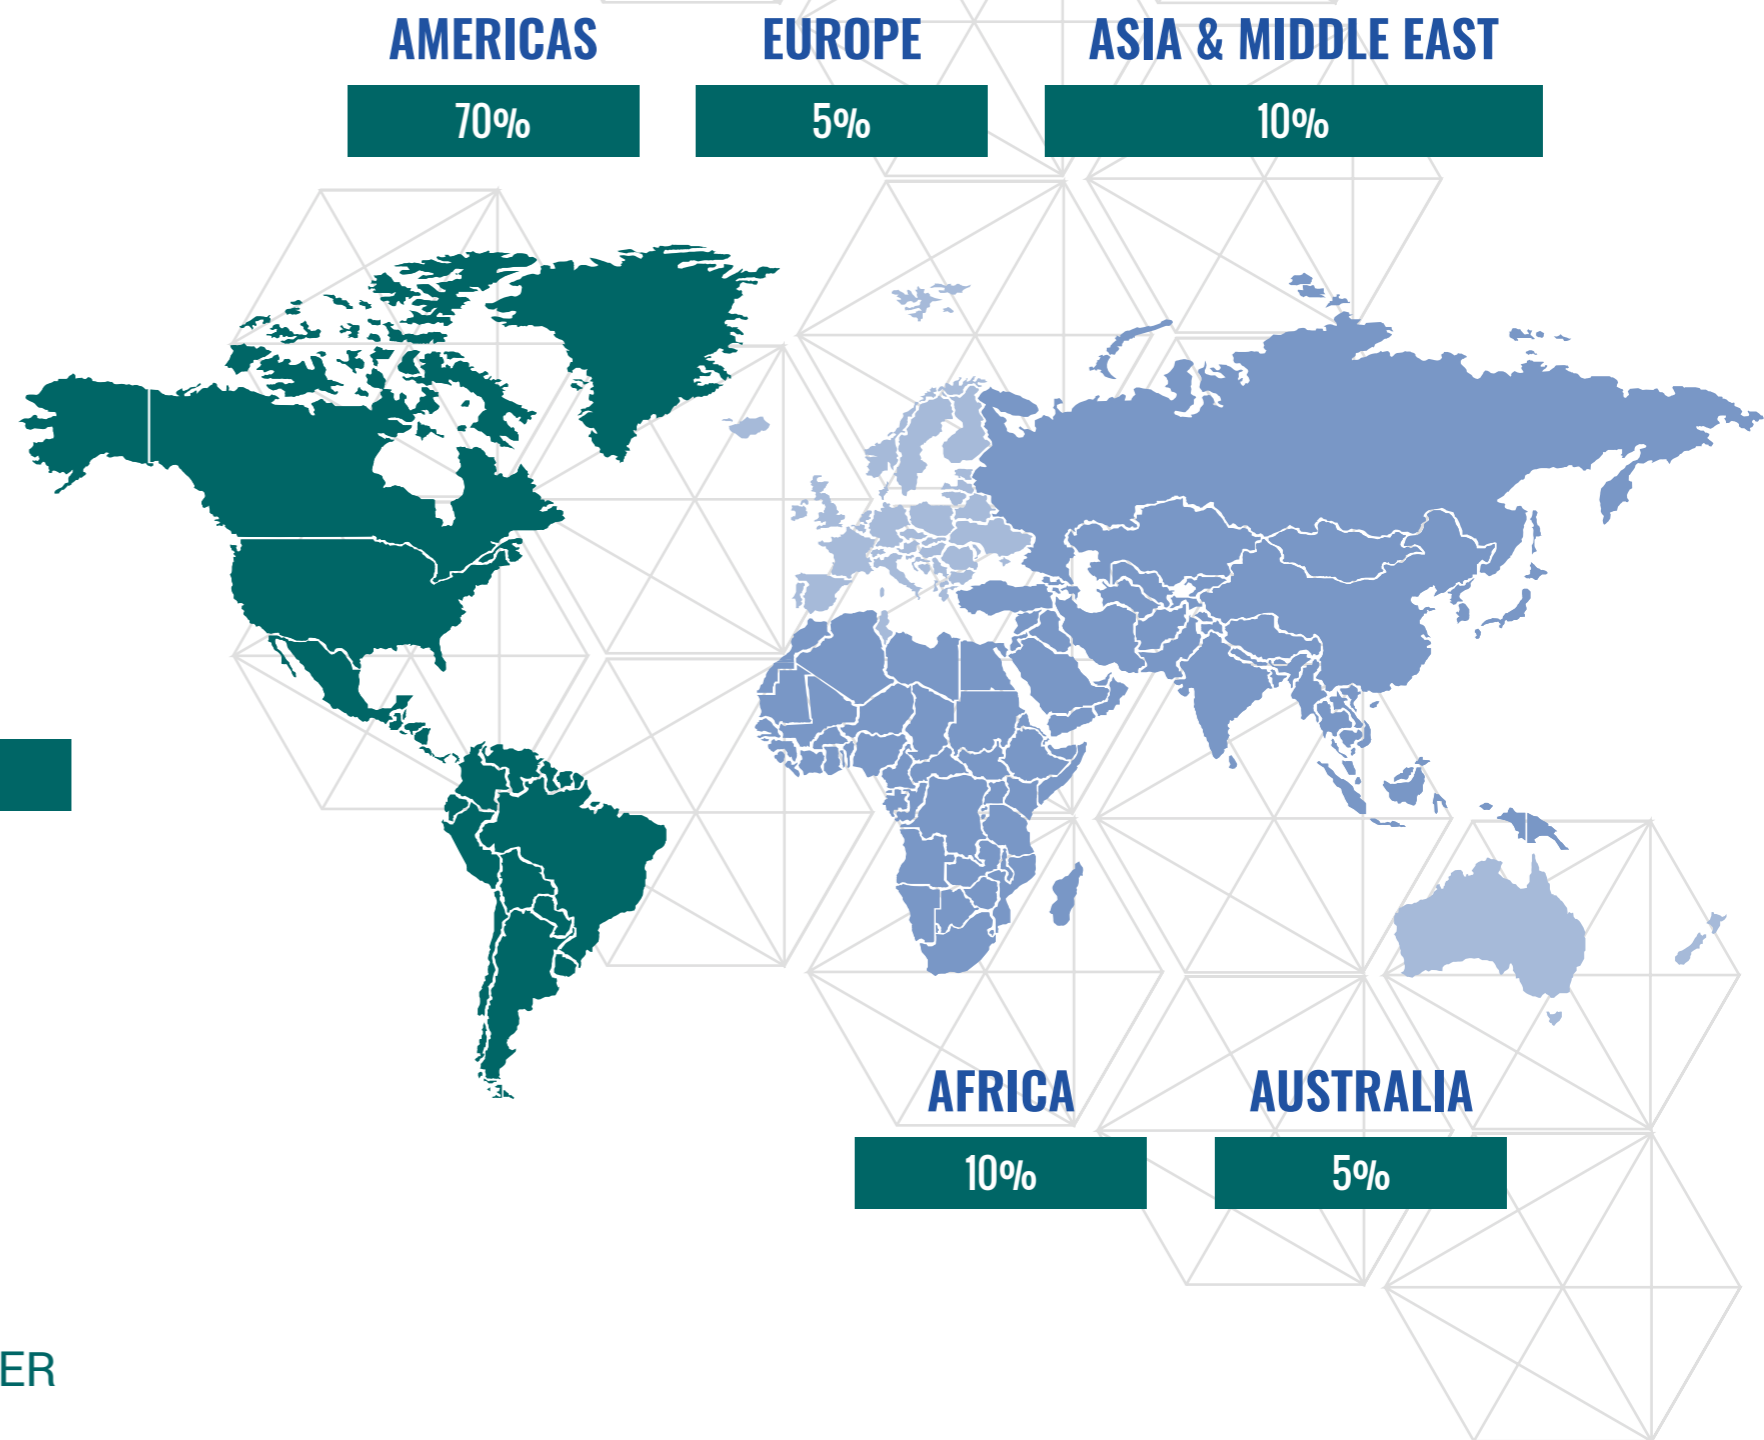 AMERICAS
70%
EUROPE
5%
ASIA & MIDDLE EAST
10%
AFRICA
10%
AUSTRALIA
5%
ER